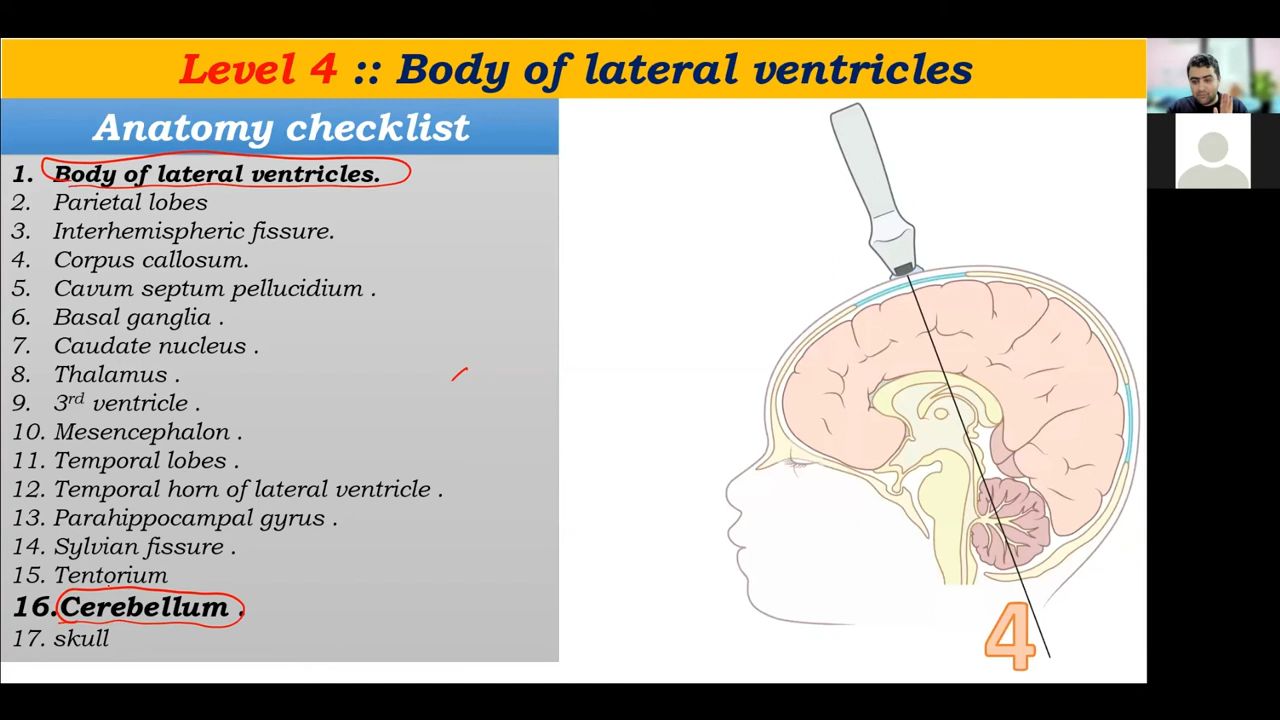 Level 4 :: Body of lateral ventricles
Anatomy checklist
1. Body of lateral ventricles.
2. Parietal lobes
3. Interhemispheric fissure.
4. Corpus callosum.
5. Cavum septum pellucidium .
6. Basal ganglia .
7. Caudate nucleus .
8. Thalamus .
9. 3rd ventricle .
10. Mesencephalon .
11. Temporal lobes .
12. Temporal horn of lateral ventricle .
13. Parahippocampal gyrus .
14. Sylvian fissure .
15. Tentorium
16. Cerebellum .
17. skull
4